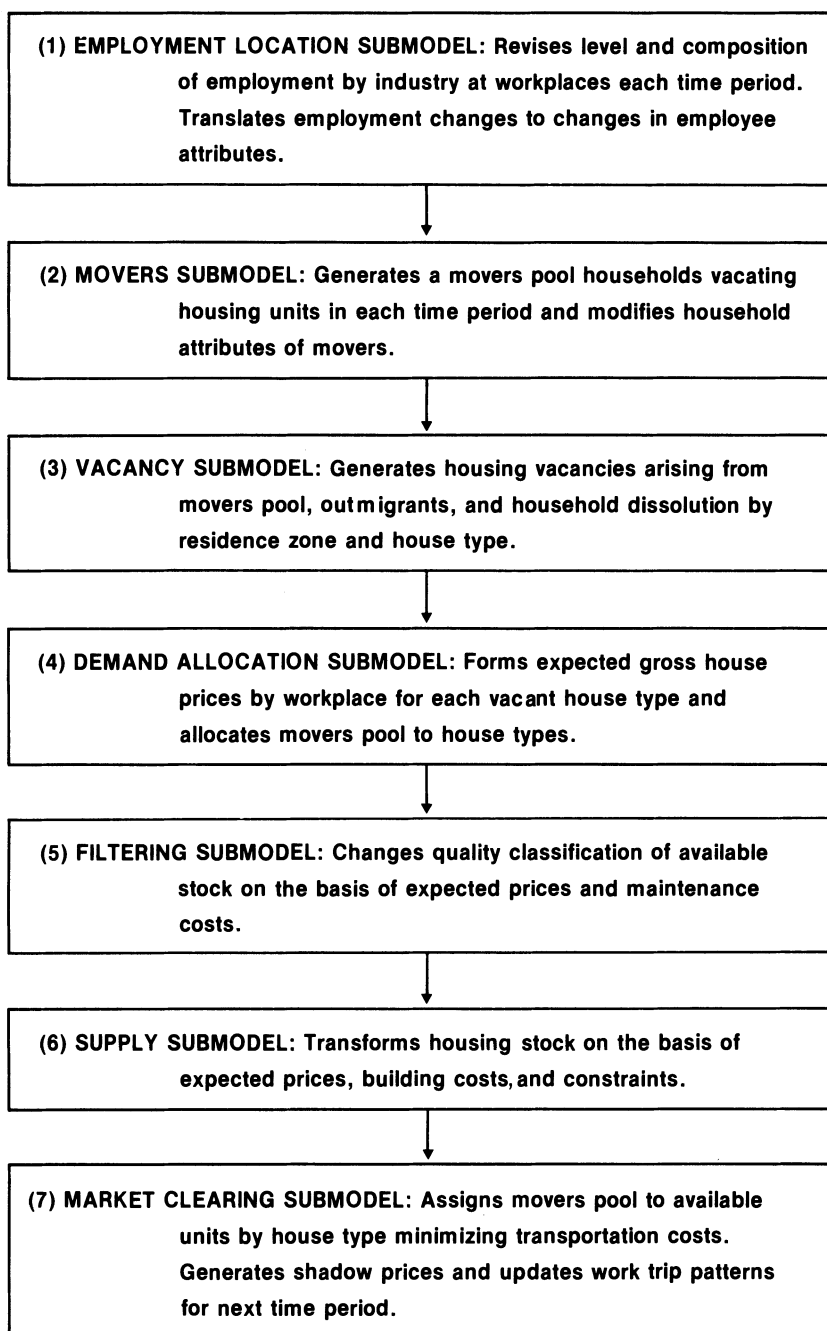 (1) EMPLOYMENT LOCATION SUBMODEL: Revises level and composition
of employment by industry at workplaces each time period.
Translates employment changes to changes in employee
attributes.
(2) MOVERS SUBMODEL: Generates a movers pool households vacating
housing units in each time period and modifies household
attributes of movers.
(3) VACANCY SUBMODEL: Generates housing vacancies arising from
movers pool, outmigrants, and household dissolution by
residence zone and house type.
(4) DEMAND ALLOCATION SUBMODEL: Forms expected gross house
prices by workplace for each vacant house type and
allocates movers pool to house types.
(5) FILTERING SUBMODEL: Changes quality classification of available
stock on the basis of expected prices and maintenance
costs.
(6) SUPPLY SUBMODEL: Transforms housing stock on the basis of
expected prices, building costs, and constraints.
(7) MARKET CLEARING SUBMODEL: Assigns movers pool to available
units by house type minimizing transportation costs.
Generates shadow prices and updates work trip patterns
for next time period.